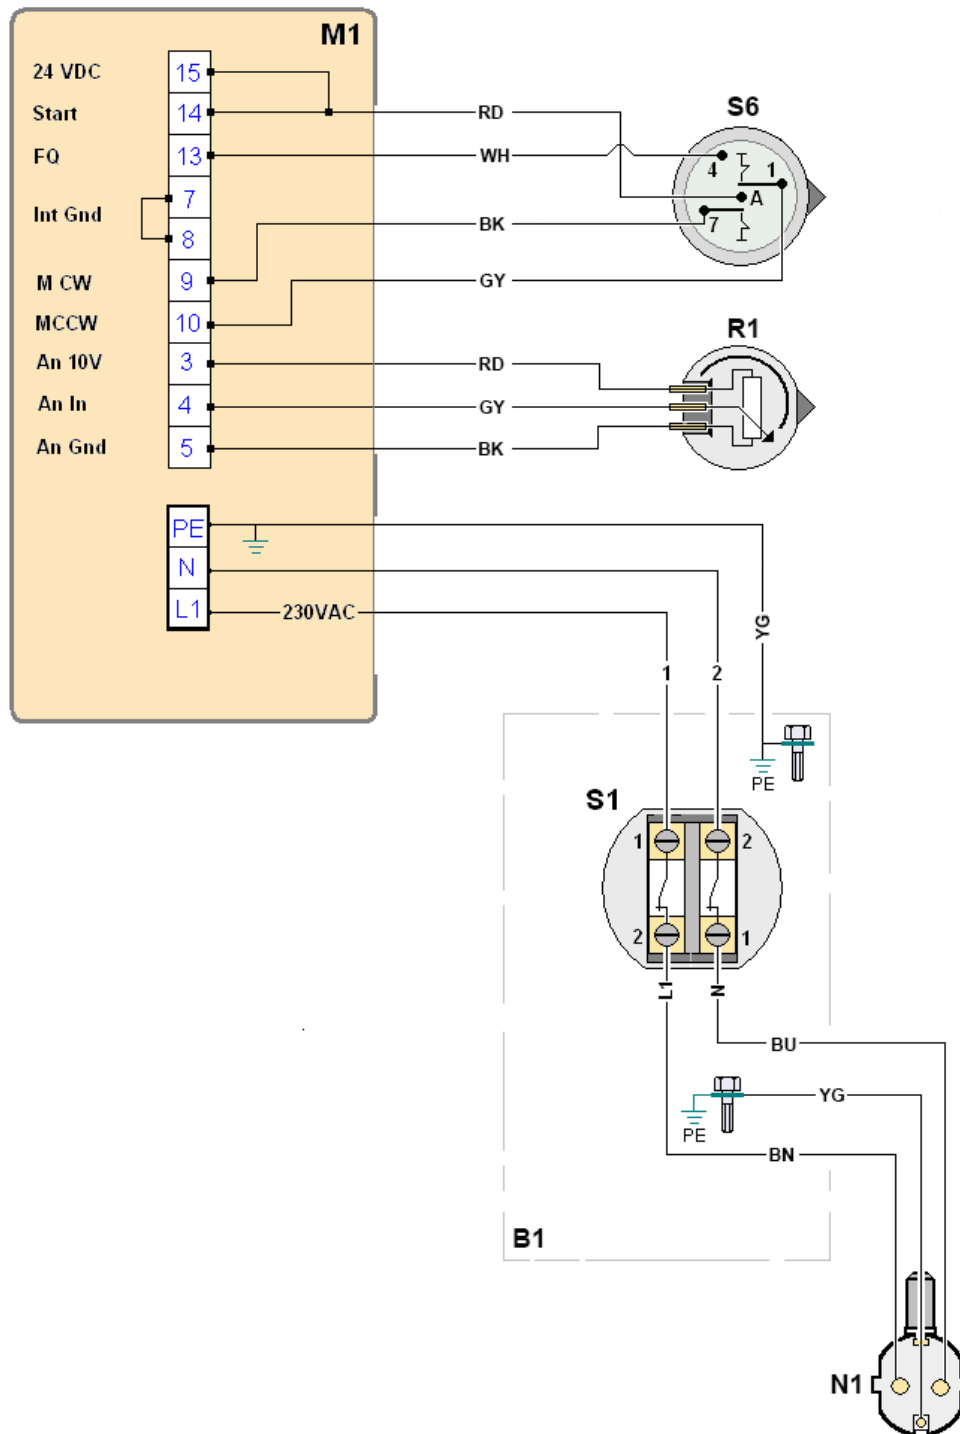 M1
24 VDC 15
Start 14 RD
FQ 13 WH
Int Gnd 7
8
M CW 9 BK
MCCW 10 GY
An 10V 3 RD
An In 4 GY
An Gnd 5 BK
S6
4 1
A
7
R1
PE
N
L1 230VAC
YG
1 2
PE
S1
1 2
2 1
L1 N
BU
YG
PE
BN
B1
N1